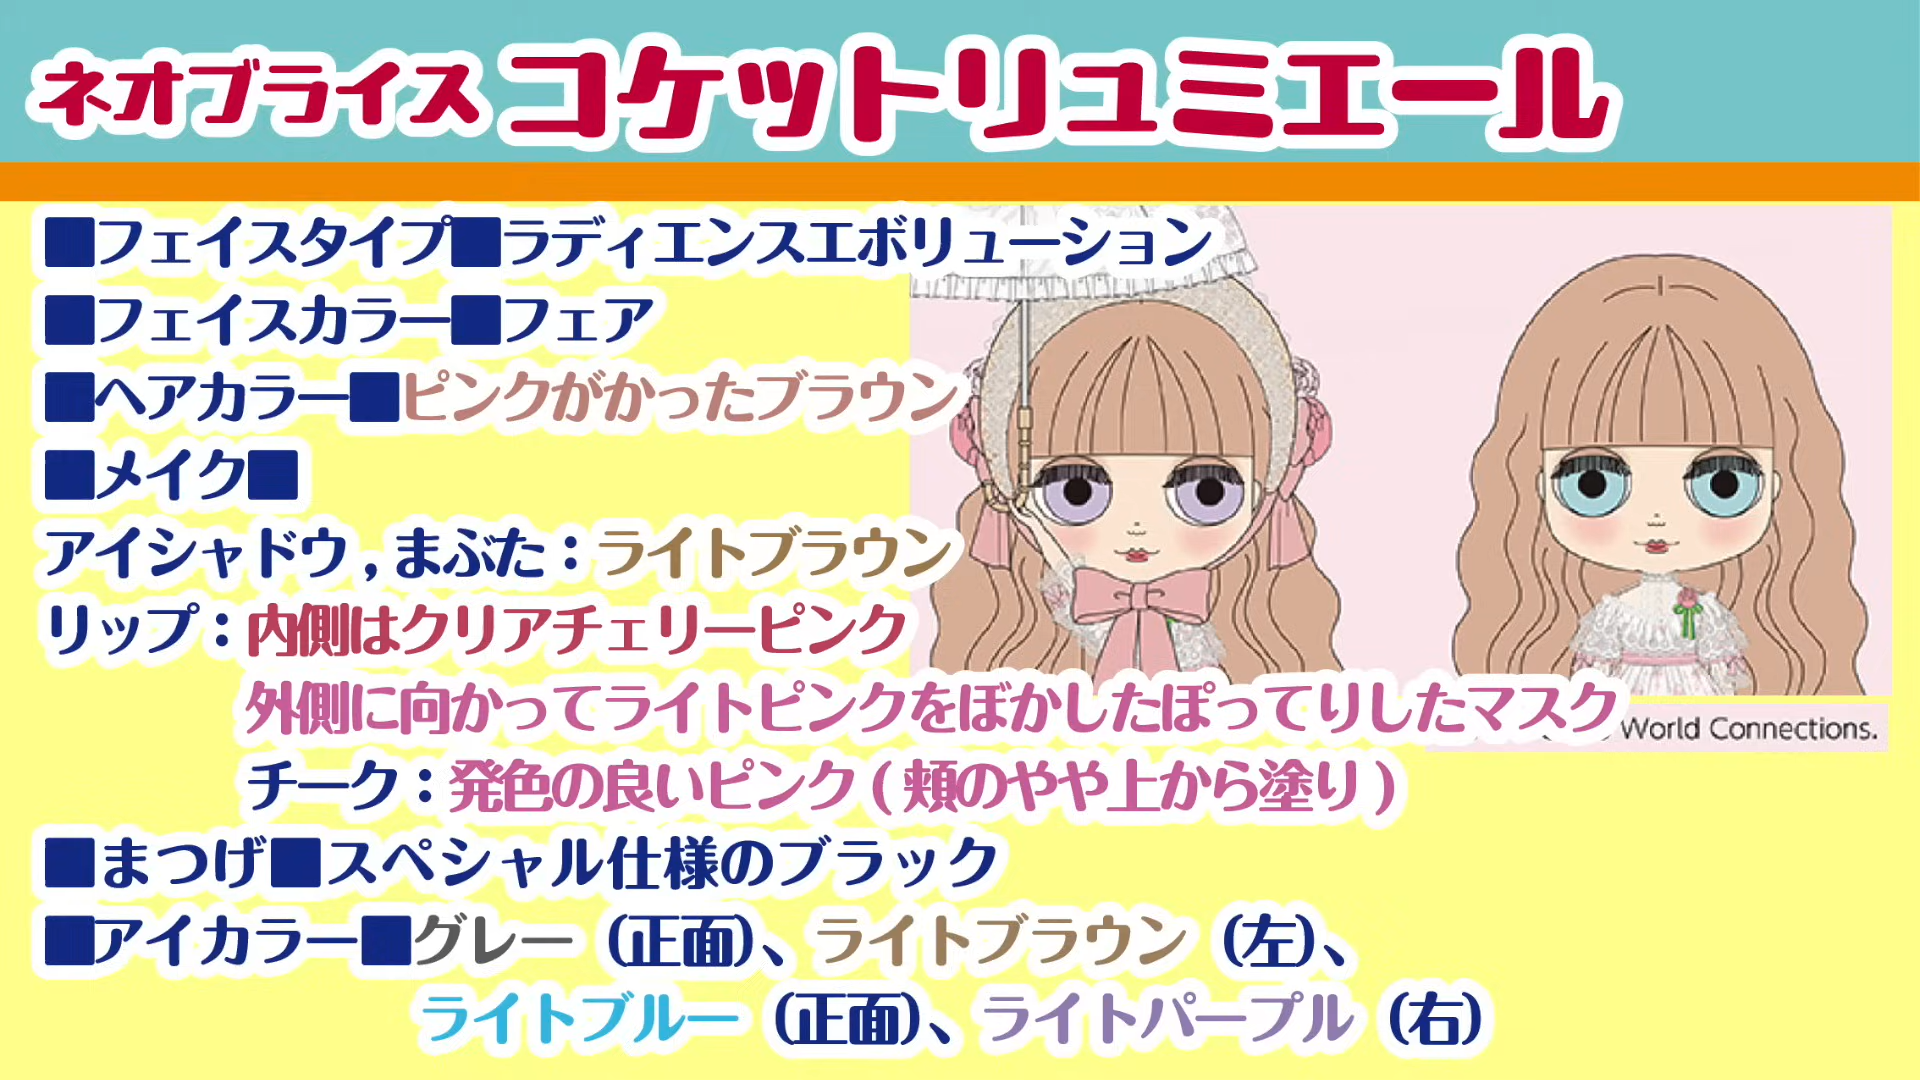 ネオブライス コケットリュミエール
■フェイスタイプ■ラディエンスエボリューション
■フェイスカラー■フェア
■ヘアカラー■ピンクがかったブラウン
■メイク■
アイシャドウ,まぶた：ライトブラウン
リップ：内側はクリアチェリーピンク
外側に向かってライトピンクをぼかしたぽってりしたマスク
World Connections.
チーク：発色の良いピンク(頬のやや上から塗り)
■まつげ■スペシャル仕様のブラック
■アイカラー■グレー（正面）、ライトブラウン（左）、
ライトブルー（正面）、ライトパープル（右）